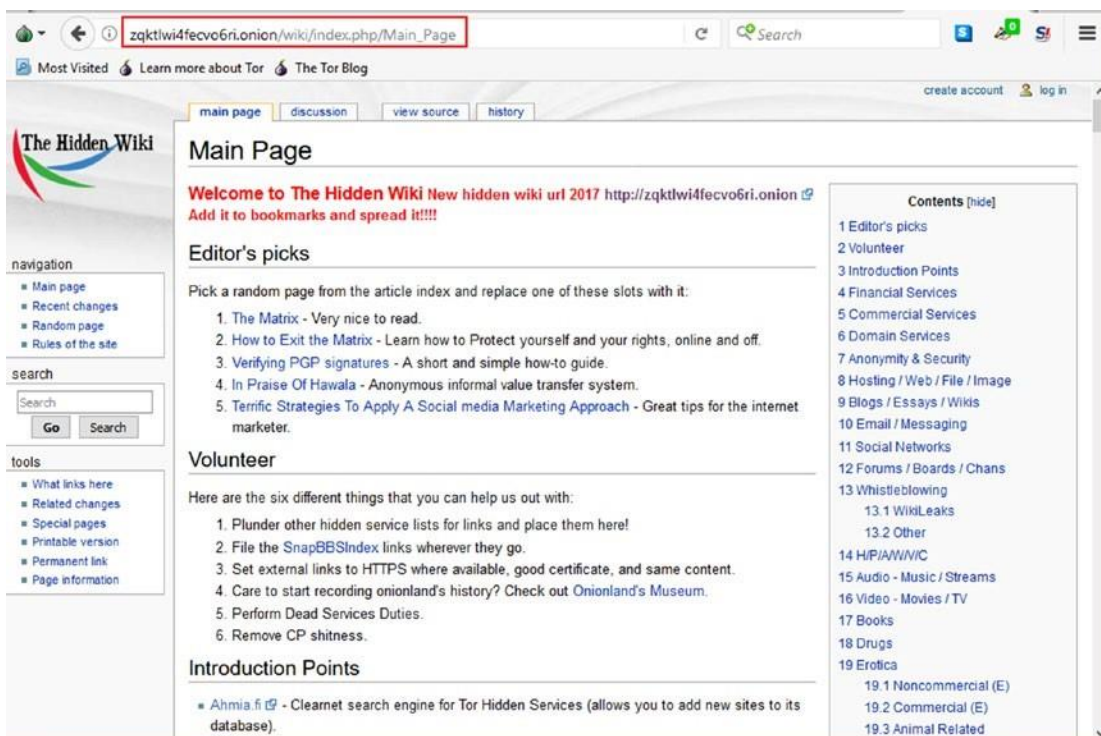 zqktlwi4fecvo6ri.onion/wiki/index.php/Main_Page
Search
S
0
S!
Most Visited
Learn more about Tor
The Tor Blog
create account
log in
main page
discussion
view source
history
The Hidden Wiki
Main Page
Welcome to The Hidden Wiki New hidden wiki url 2017 http://zqktlwi4fecvo6ri.onion
Add it to bookmarks and spread it!!!!
Editor's picks
Pick a random page from the article index and replace one of these slots with it:
1. The Matrix - Very nice to read.
2. How to Exit the Matrix - Learn how to Protect yourself and your rights, online and off.
3. Verifying PGP signatures - A short and simple how-to guide.
4. In Praise Of Hawala - Anonymous informal value transfer system.
5. Terrific Strategies To Apply A Social media Marketing Approach - Great tips for the internet
marketer.
Volunteer
Here are the six different things that you can help us out with:
1. Plunder other hidden service lists for links and place them here!
2. File the SnapBBSIndex links wherever they go.
3. Set external links to HTTPS where available, good certificate, and same content.
4. Care to start recording onionland's history? Check out Onionland's Museum.
5. Perform Dead Services Duties.
6. Remove CP shitness.
Introduction Points
Ahmia.fi - Clearnet search engine for Tor Hidden Services (allows you to add new sites to its
database).
navigation
Main page
Recent changes
Random page
Rules of the site
search
Search
Go
Search
tools
What links here
Related changes
Special pages
Printable version
Permanent link
Page information
Contents [hide]
1 Editor's picks
2 Volunteer
3 Introduction Points
4 Financial Services
5 Commercial Services
6 Domain Services
7 Anonymity & Security
8 Hosting / Web / File / Image
9 Blogs / Essays / Wikis
10 Email / Messaging
11 Social Networks
12 Forums / Boards / Chans
13 Whistleblowing
13.1 WikiLeaks
13.2 Other
14 H/P/A/W/V/C
15 Audio - Music / Streams
16 Video - Movies / TV
17 Books
18 Drugs
19 Erotica
19.1 Noncommercial (E)
19.2 Commercial (E)
19.3 Animal Related